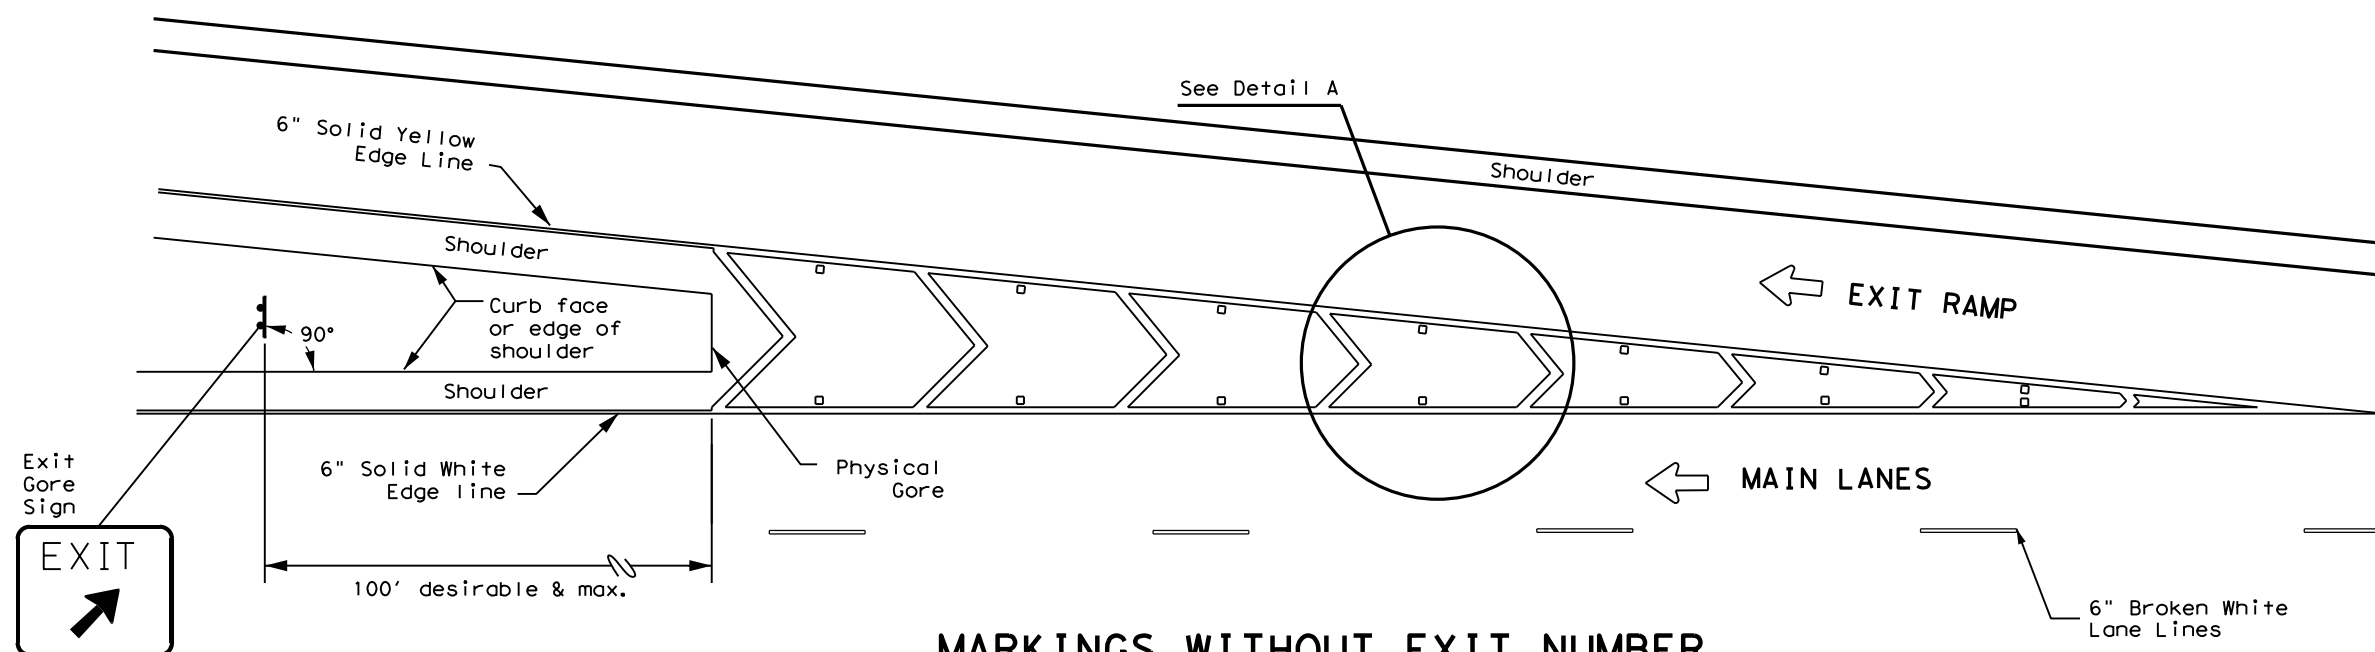 See Detail A
6" Solid Yellow
Edge Line
Shoulder
Shoulder
EXIT RAMP
Curb face
or edge of
shoulder
90°
Shoulder
Exit
Gore
Sign
6" Solid White
Edge line
Physical
Gore
MAIN LANES
EXIT
100' desirable & max.
6" Broken White
Lane Lines
MARKINGS WITHOUT EXIT NUMBER